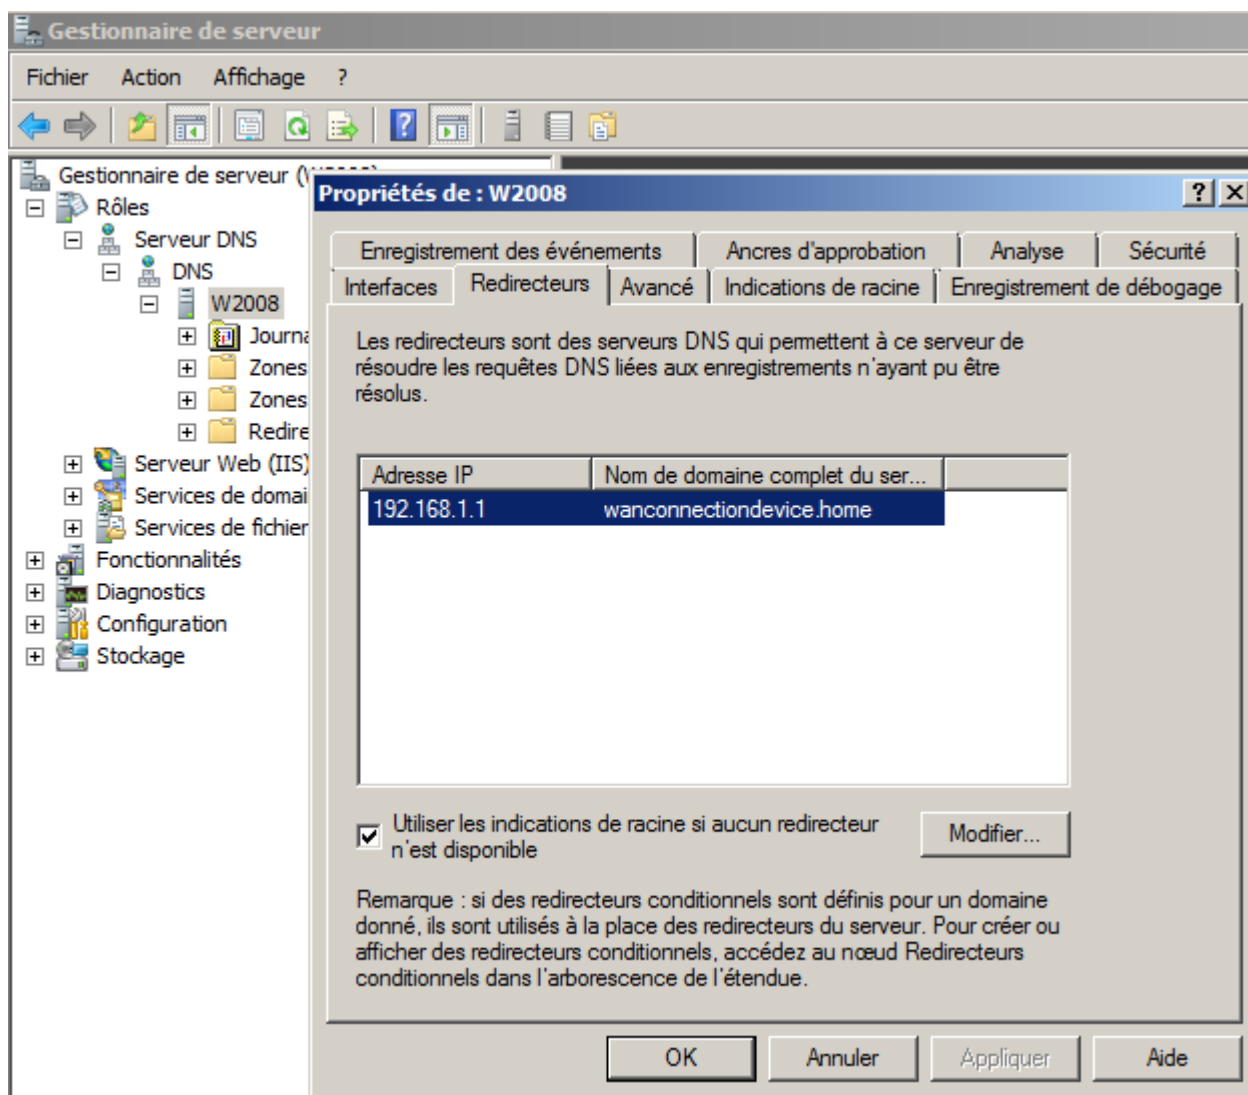 Gestionnaire de serveur
Fichier Action Affichage ?
Gestionnaire de serveur (
Rôles
Serveur DNS
DNS
W2008
Journa
Zones
Zones
Redire
Serveur Web (IIS)
Services de domai
Services de fichier
Fonctionnalités
Diagnostics
Configuration
Stockage
Propriétés de : W2008
Enregistrement des événements Ancres d'approbation Analyse Sécurité
Interfaces Redirecteurs Avancé Indications de racine Enregistrement de débogage
Les redirecteurs sont des serveurs DNS qui permettent à ce serveur de
résoudre les requêtes DNS liées aux enregistrements n'ayant pu être
résolus.
Adresse IP Nom de domaine complet du ser...
192.168.1.1 wanconnectiondevice.home
Utiliser les indications de racine si aucun redirecteur
n'est disponible
Modifier...
Remarque : si des redirecteurs conditionnels sont définis pour un domaine
donné, ils sont utilisés à la place des redirecteurs du serveur. Pour créer ou
afficher des redirecteurs conditionnels, accédez au nœud Redirecteurs
conditionnels dans l'arborescence de l'étendue.
OK Annuler Appliquer Aide